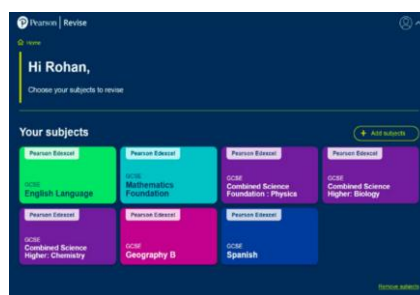 Pearson | Revise
Home
Hi Rohan,
Choose your subjects to revise
Your subjects
+ Add subjects
Pearson Edexcel
GCSE
English Language
Pearson Edexcel
GCSE
Mathematics
Foundation
Pearson Edexcel
GCSE
Combined Science
Foundation : Physics
Pearson Edexcel
GCSE
Combined Science
Higher: Biology
Pearson Edexcel
GCSE
Combined Science
Higher: Chemistry
Pearson Edexcel
GCSE
Geography B
Pearson Edexcel
GCSE
Spanish
Remove subjects